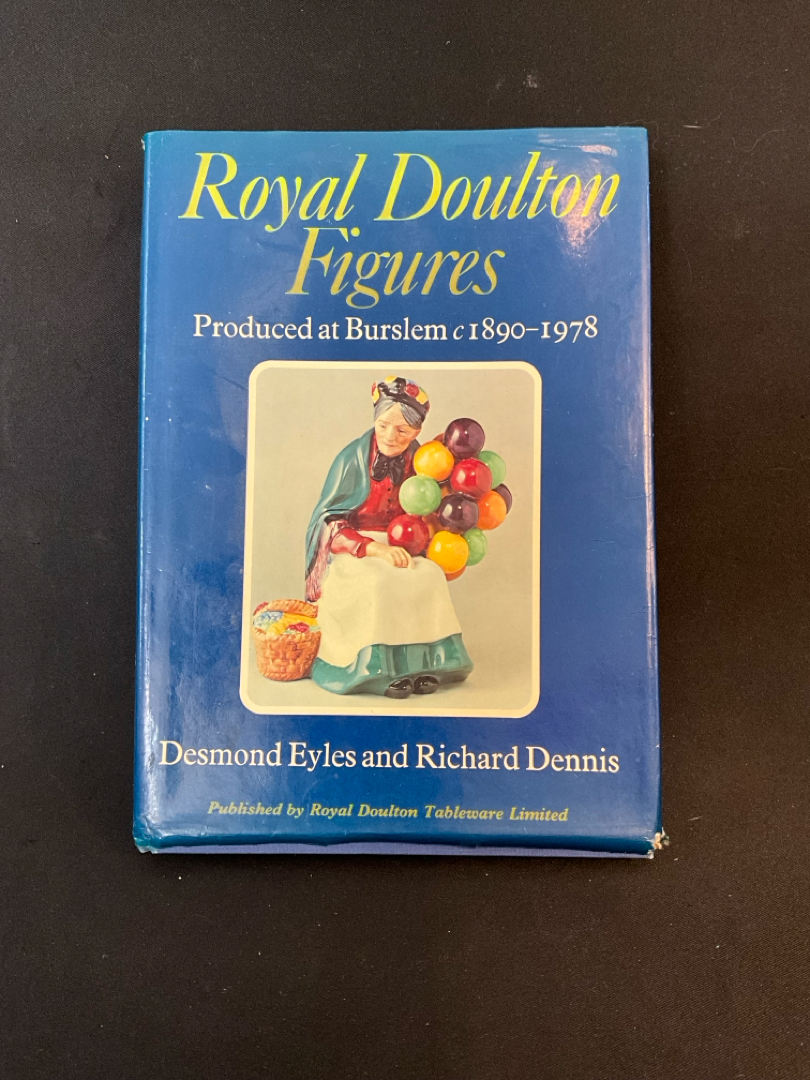 Royal Doulton
Figures
Produced at Burslem c1890–1978
Desmond Eyles and Richard Dennis
Published by Royal Doulton Tableware Limited